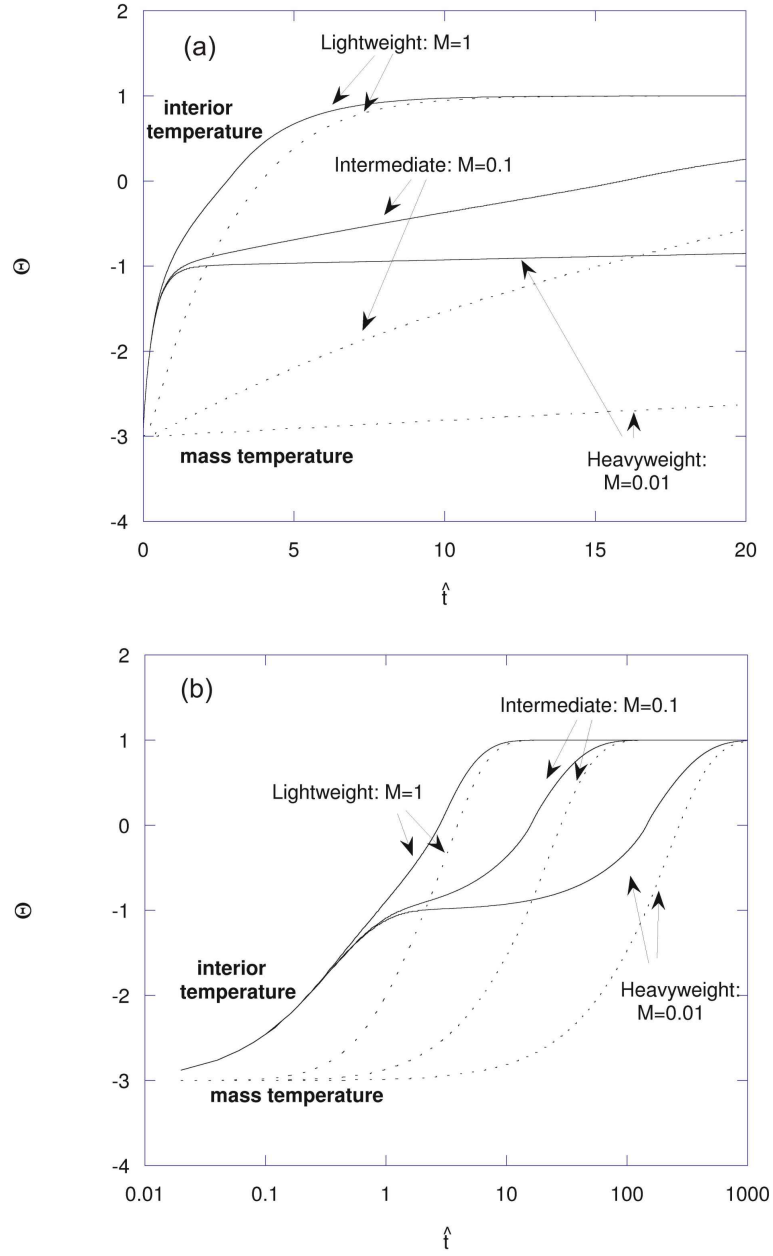 2
(a)
Lightweight: M=1
1
interior
temperature
Intermediate: M=0.1
0
Θ
-1
-2
-3
mass temperature
Heavyweight:
M=0.01
-4
0
5
10
15
20
t̂
2
(b)
Intermediate: M=0.1
1
Lightweight: M=1
0
Θ
-1
interior
temperature
-2
Heavyweight:
M=0.01
-3
mass temperature
-4
0.01
0.1
1
10
100
1000
t̂